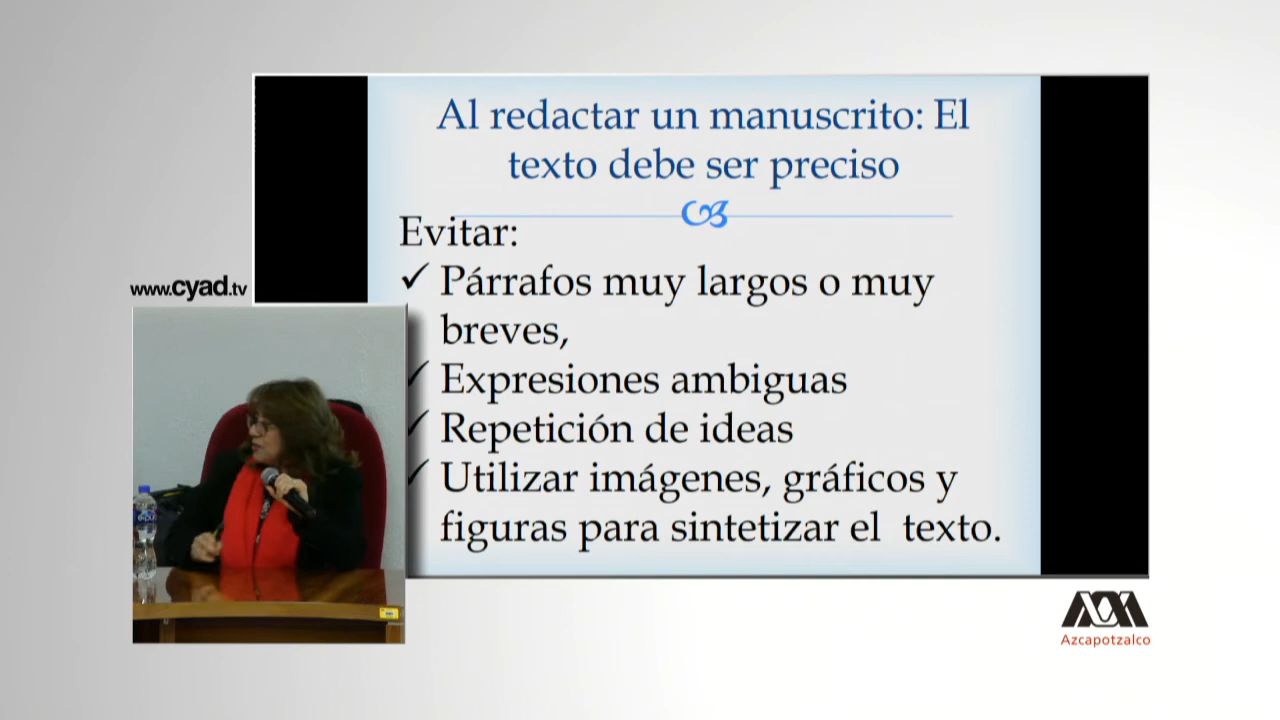 Al redactar un manuscrito: El
texto debe ser preciso
Evitar:
✓ Párrafos muy largos o muy
breves,
✓ Expresiones ambiguas
✓ Repetición de ideas
✓ Utilizar imágenes, gráficos y
figuras para sintetizar el  texto.
www.cyad.tv
Azcapotzalco